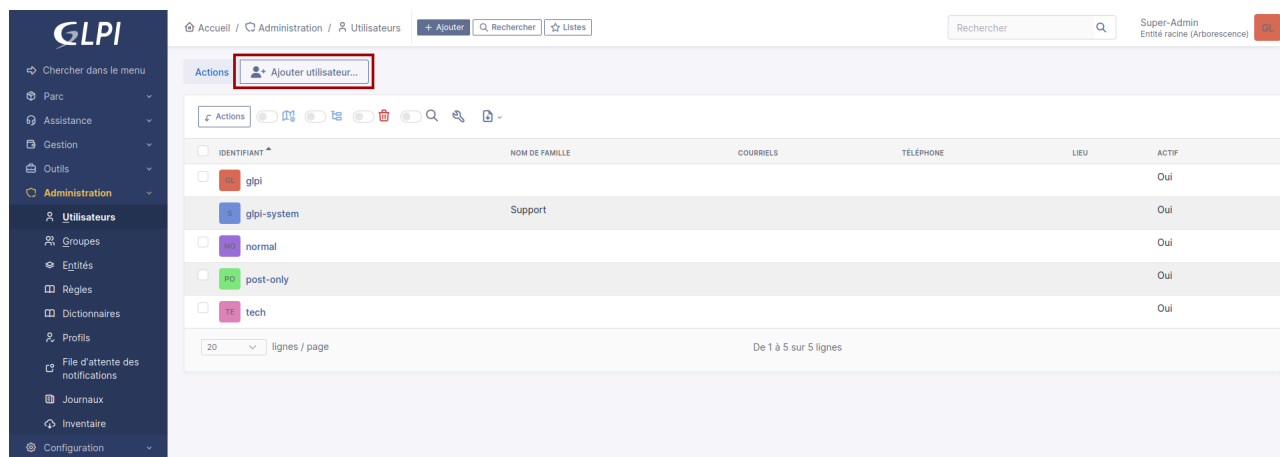 GLPI
Accueil / Administration / Utilisateurs + Ajouter Rechercher Listes Rechercher Super-Admin
Entité racine (Arborescence) GL
Chercher dans le menu
Parc
Assistance
Gestion
Outils
Administration
Utilisateurs
Groupes
Entités
Règles
Dictionnaires
Profils
File d'attente des
notifications
Journaux
Inventaire
Configuration
Actions Ajouter utilisateur...
Actions
IDENTIFIANT NOM DE FAMILLE COURRIELS TÉLÉPHONE LIEU ACTIF
GL glpi Oui
S glpi-system Support Oui
NO normal Oui
PO post-only Oui
TE tech Oui
20 lignes / page De 1 à 5 sur 5 lignes